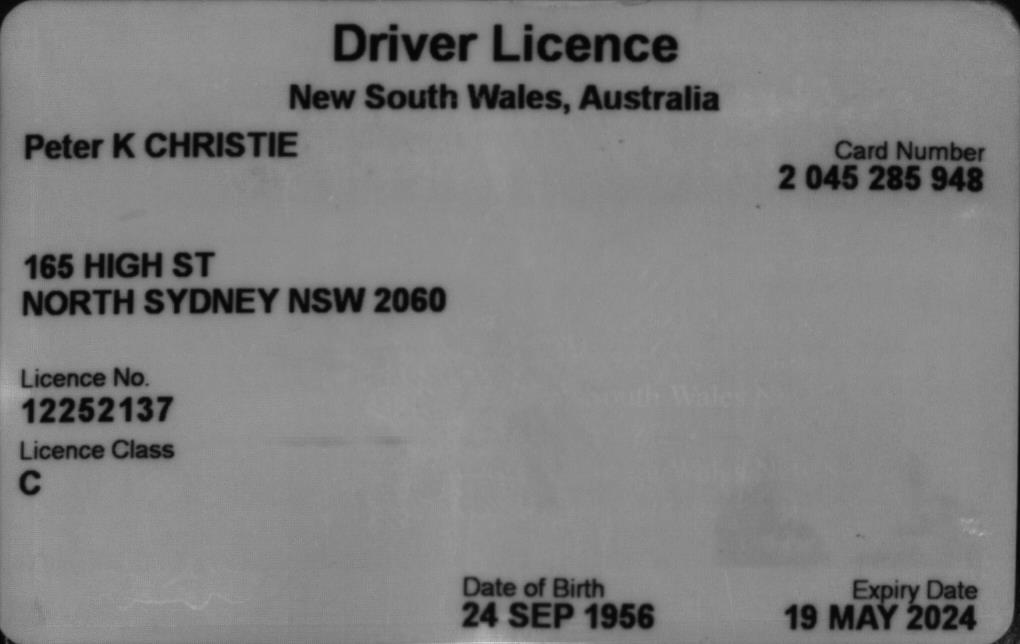 Driver Licence
New South Wales, Australia
Peter K CHRISTIE
Card Number
2 045 285 948
165 HIGH ST
NORTH SYDNEY NSW 2060
Licence No.
12252137
Licence Class
C
South Wales
Date of Birth
24 SEP 1956
Expiry Date
19 MAY 2024